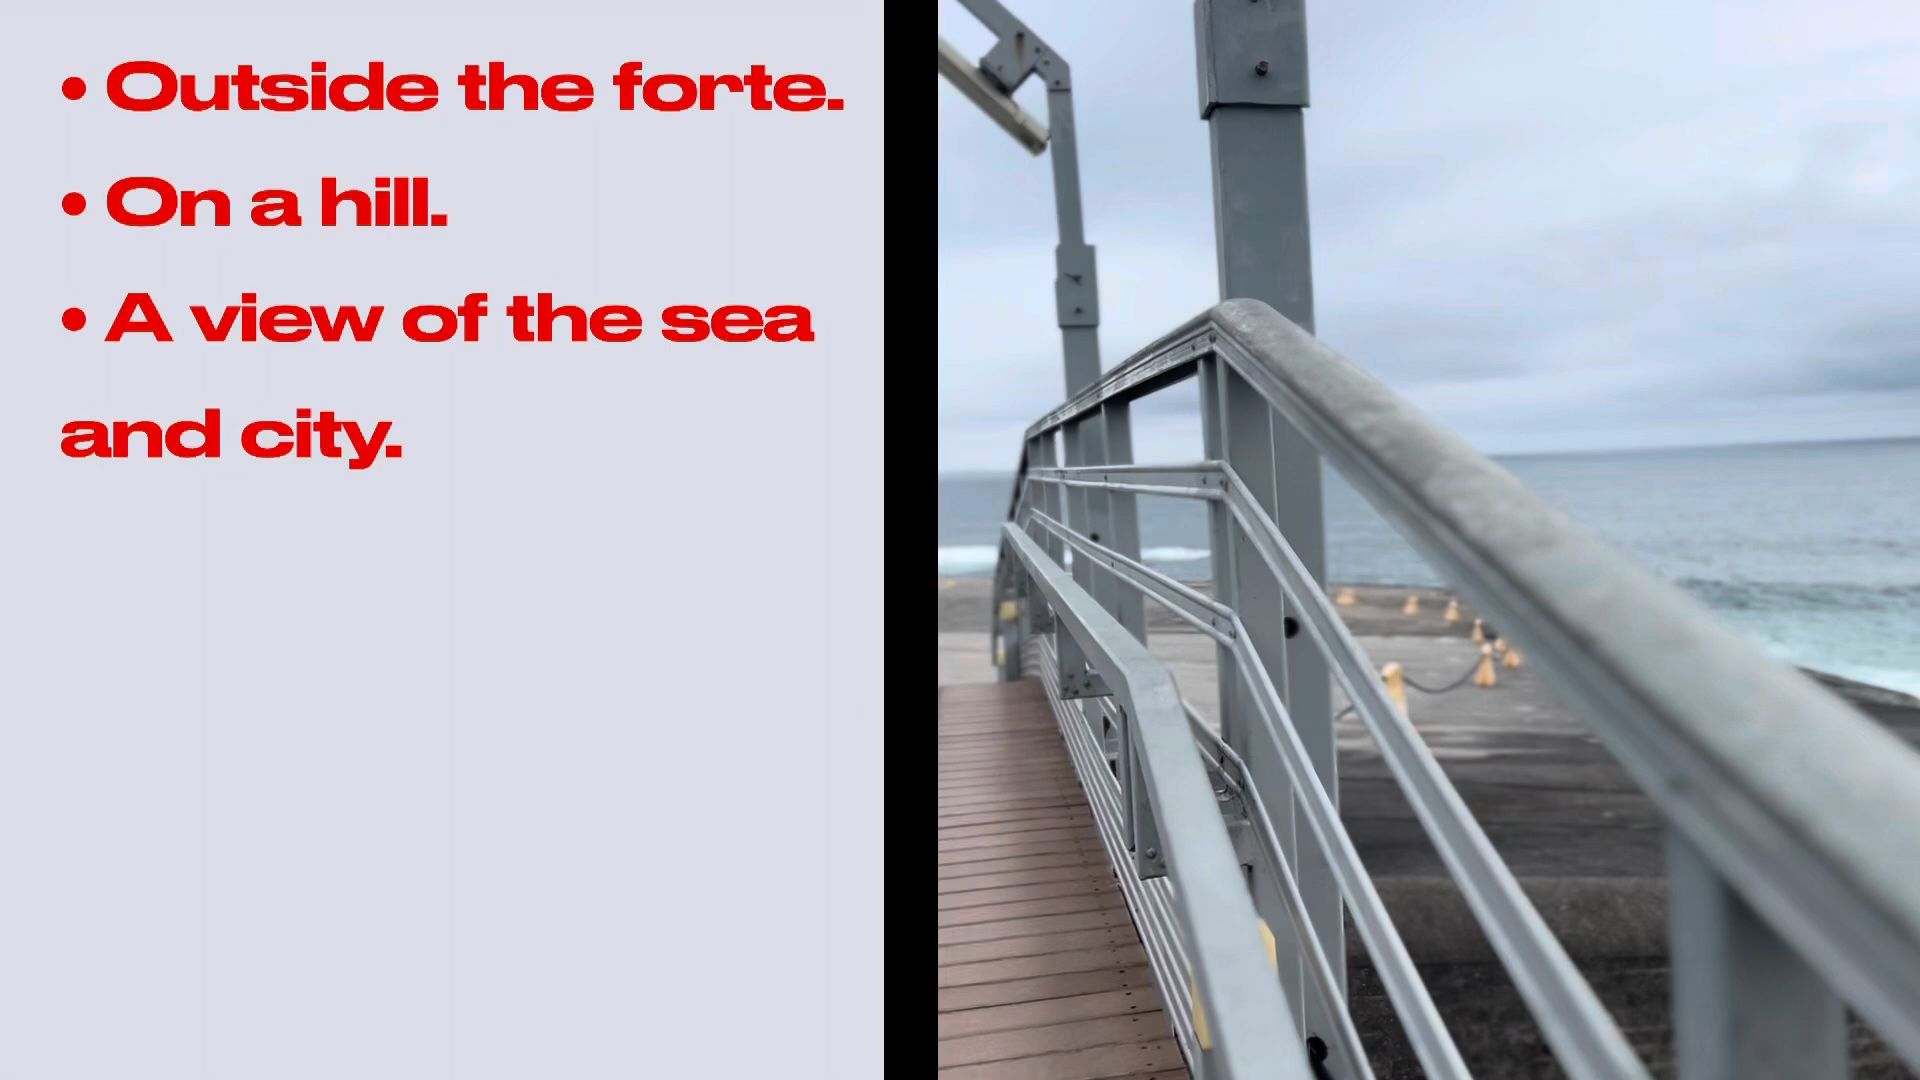 • Outside the forte.
• On a hill.
• A view of the sea
and city.